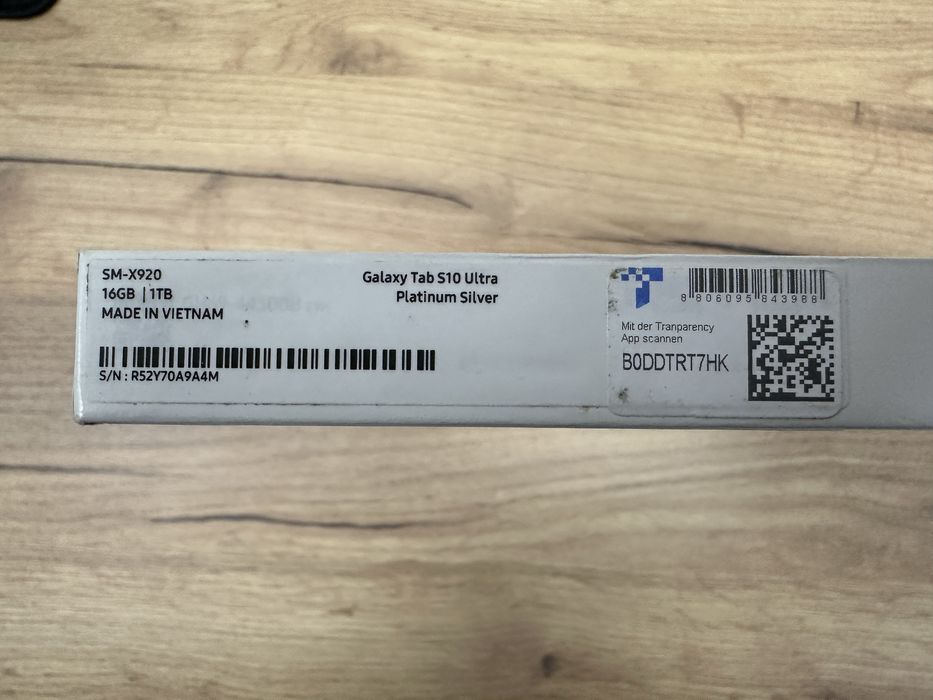 SM-X920
16GB | 1TB
MADE IN VIETNAM
S/N : R52Y70A9A4M
Galaxy Tab S10 Ultra
Platinum Silver
8 806095 843988
Mit der Tranparency
App scannen
B0DDTRT7HK